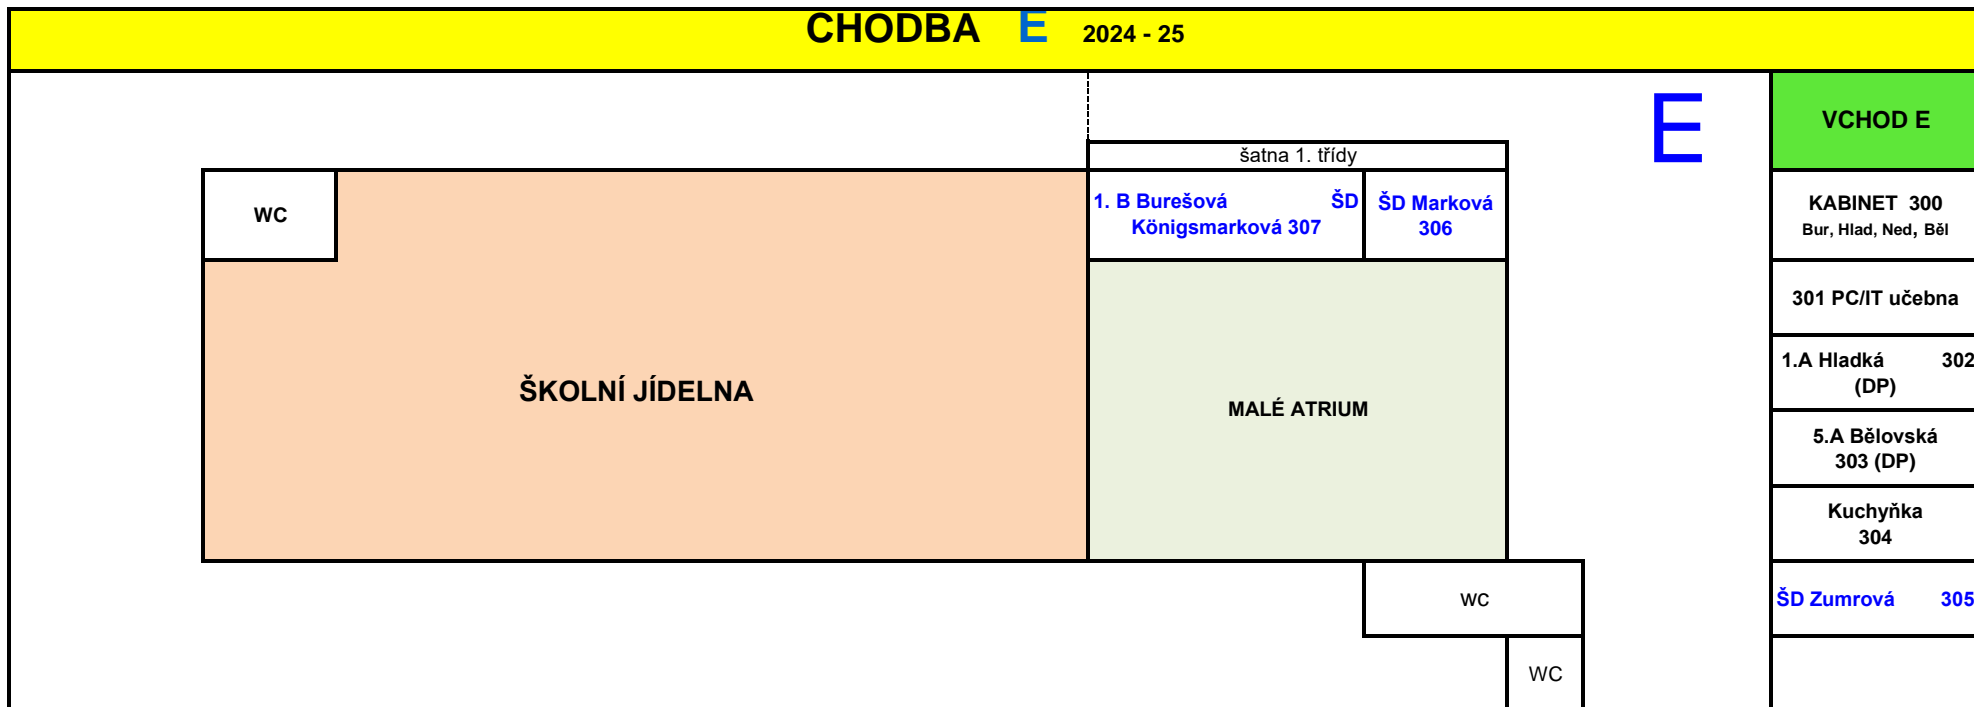 CHODBA E 2024 - 25
E
VCHOD E
šatna 1. třídy
WC
1. B Burešová ŠD
Königsmarková 307
ŠD Marková
306
KABINET 300
Bur, Hlad, Ned, Běl
301 PC/IT učebna
1.A Hladká 302
(DP)
ŠKOLNÍ JÍDELNA
MALÉ ATRIUM
5.A Bělovská
303 (DP)
Kuchyňka
304
WC
ŠD Zumrová 305
WC